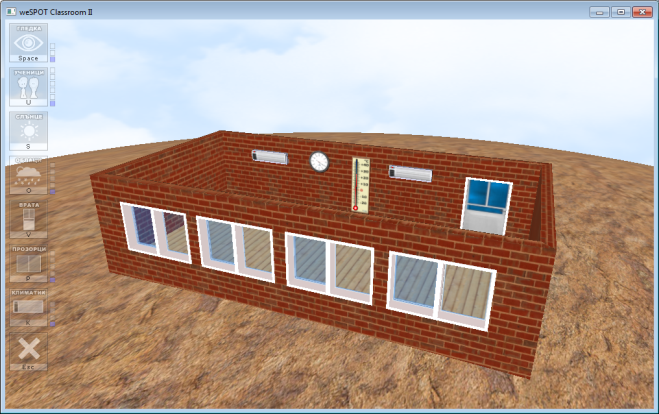 weSPOT Classroom II
ГЛЕДКА
Space
УЧЕНИЦИ
U
СЛЪНЦЕ
S
O
ВРАТА
ПРОЗОРЦИ
КЛИМАТИК
Esc